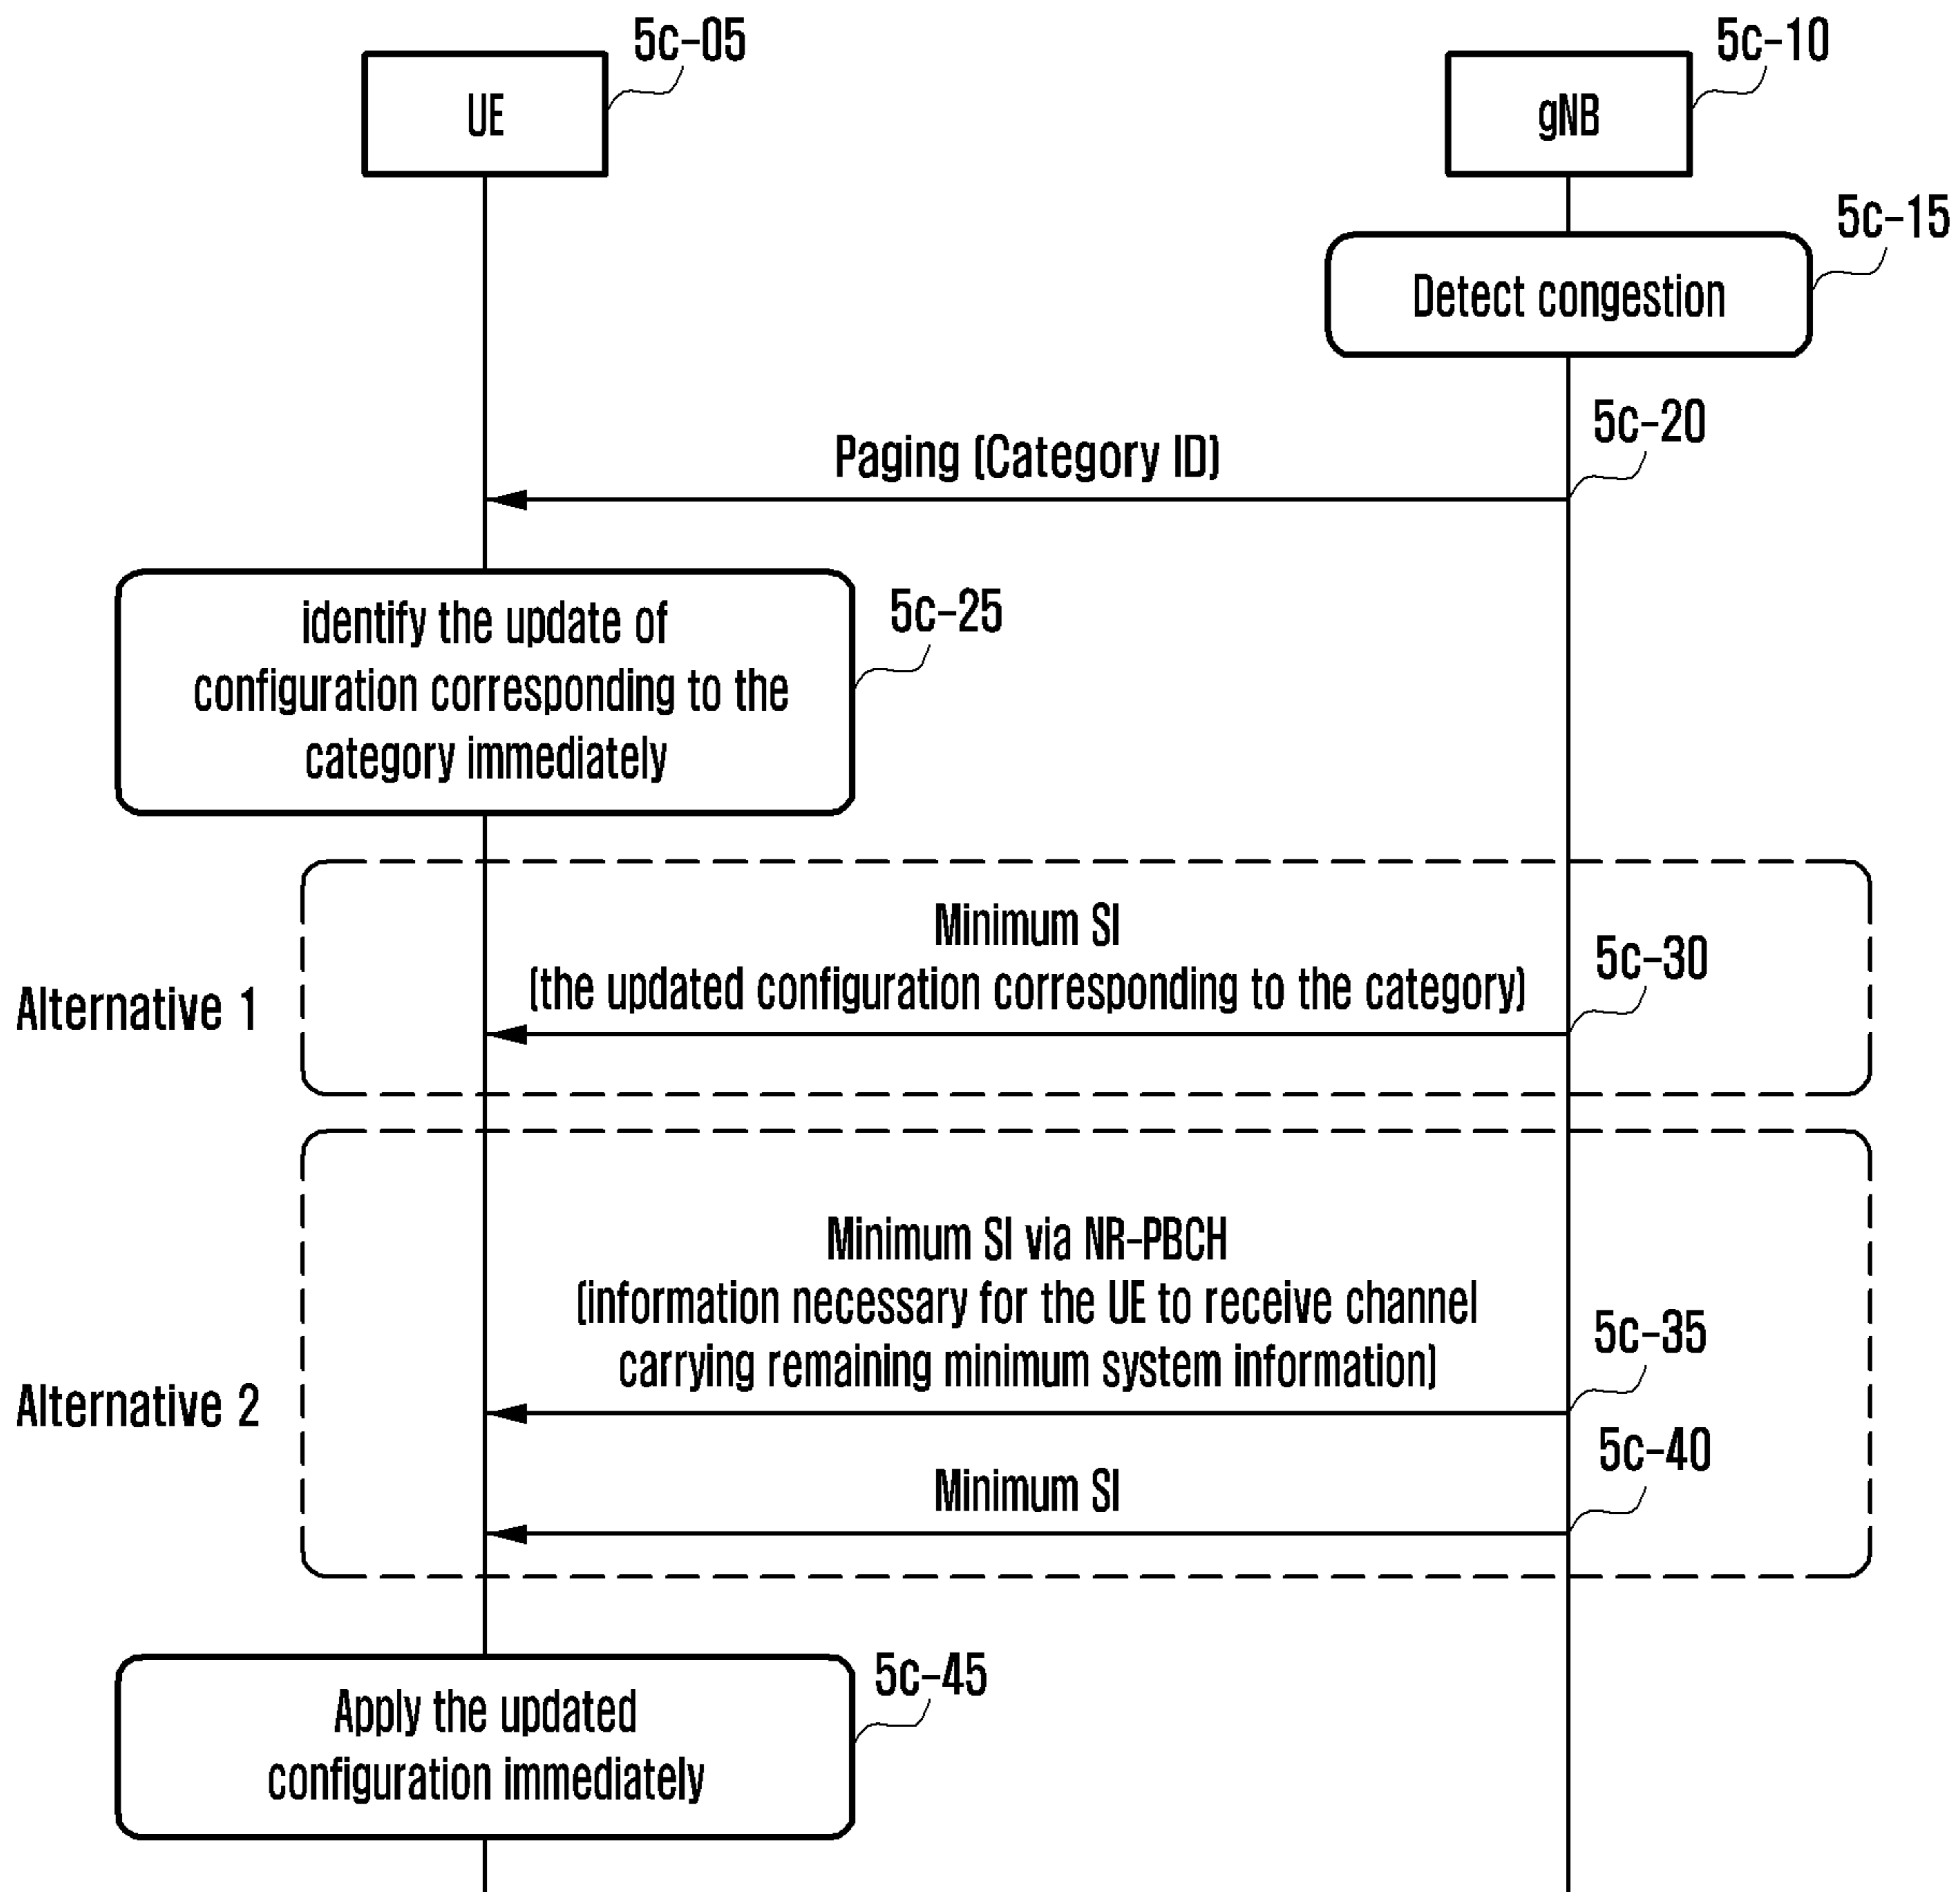 5c-05
5c-10
UE
gNB
5c-15
Detect congestion
5c-20
Paging (Category ID)
identify the update of
configuration corresponding to the
category immediately
5c-25
Minimum SI
(the updated configuration corresponding to the category)
5c-30
Alternative 1
Minimum SI via NR-PBCH
(information necessary for the UE to receive channel
carrying remaining minimum system information)
5c-35
Alternative 2
5c-40
Minimum SI
5c-45
Apply the updated
configuration immediately